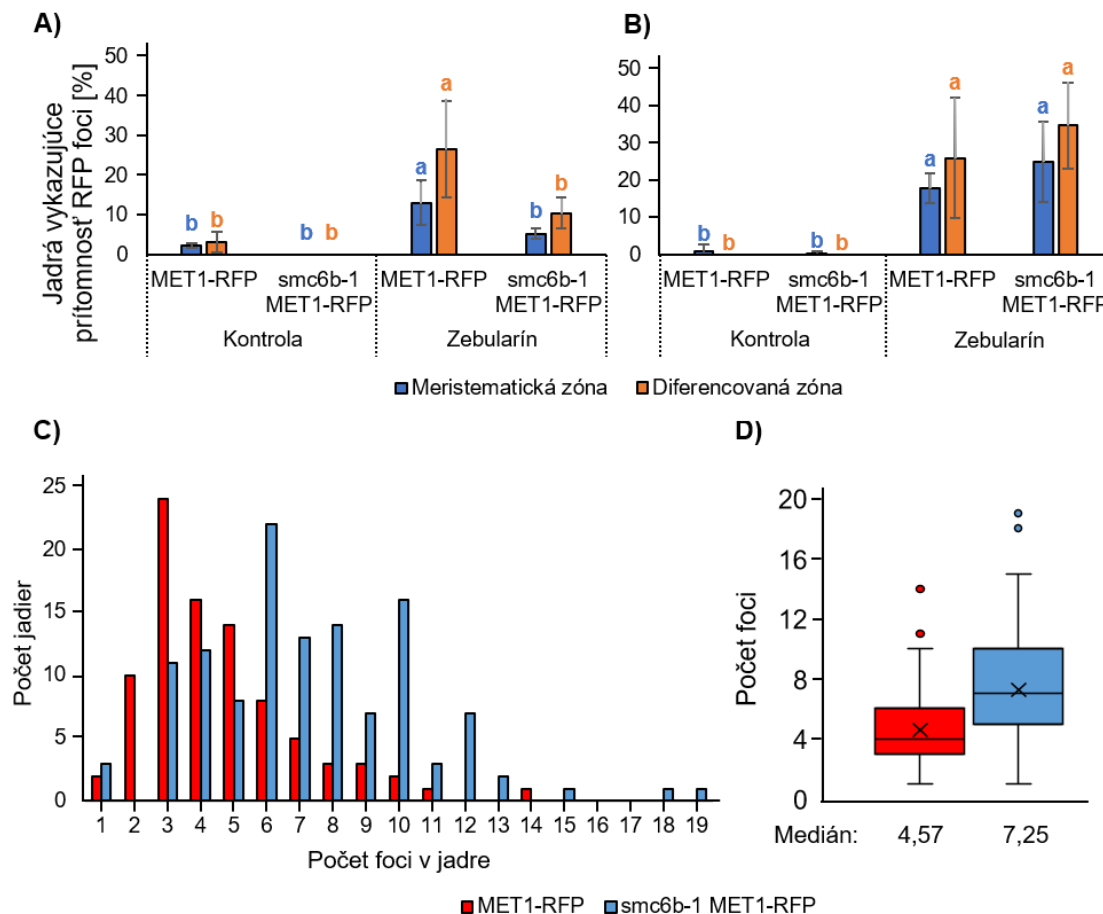 A)
Jadrá vykazujúce
prítomnosť RFP foci [%]
50
40
30
20
10
0
b
b
b
b
a
a
b
b
MET1-RFP
smc6b-1
MET1-RFP
MET1-RFP
smc6b-1
MET1-RFP
Kontrola
Zebularín
B)
50
40
30
20
10
0
b
b
b
b
a
a
a
a
MET1-RFP
smc6b-1
MET1-RFP
MET1-RFP
smc6b-1
MET1-RFP
Kontrola
Zebularín
Meristematická zóna
Diferencovaná zóna
C)
Počet jadier
25
20
15
10
5
0
1 2 3 4 5 6 7 8 9 10 11 12 13 14 15 16 17 18 19
Počet foci v jadre
D)
Počet foci
20
16
12
8
4
0
Medián: 4,57 7,25
MET1-RFP
smc6b-1 MET1-RFP